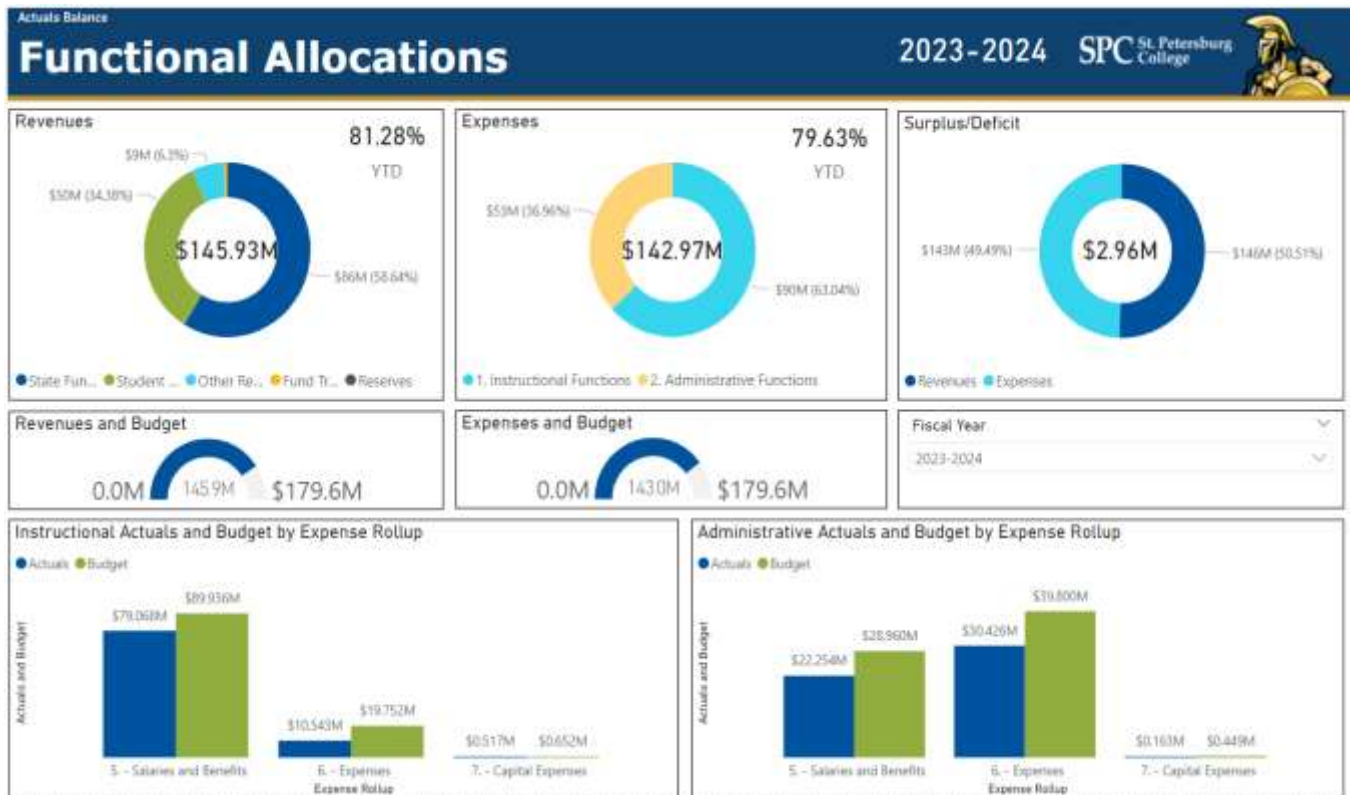 Actuals Balance
Functional Allocations
2023-2024
SPC St. Petersburg College
Revenues
81.28%
YTD
$9M (6.3%)
$50M (34.38%)
$145.93M
$86M (58.64%)
State Fun... Student ... Other Re... Fund Tr... Reserves
Expenses
79.63%
YTD
$53M (36.96%)
$142.97M
$90M (63.04%)
1. Instructional Functions 2. Administrative Functions
Surplus/Deficit
$143M (49.49%)
$2.96M
$146M (50.51%)
Revenues Expenses
Revenues and Budget
0.0M 145.9M $179.6M
Expenses and Budget
0.0M 143.0M $179.6M
Fiscal Year
2023-2024
Instructional Actuals and Budget by Expense Rollup
Actuals Budget
Actuals and Budget
$79.068M
$89.936M
$10.543M
$19.752M
$0.517M
$0.652M
5. - Salaries and Benefits
6. - Expenses
7. - Capital Expenses
Expense Rollup
Administrative Actuals and Budget by Expense Rollup
Actuals Budget
Actuals and Budget
$22.254M
$28.960M
$30.426M
$39.800M
$0.163M
$0.449M
5. - Salaries and Benefits
6. - Expenses
7. - Capital Expenses
Expense Rollup